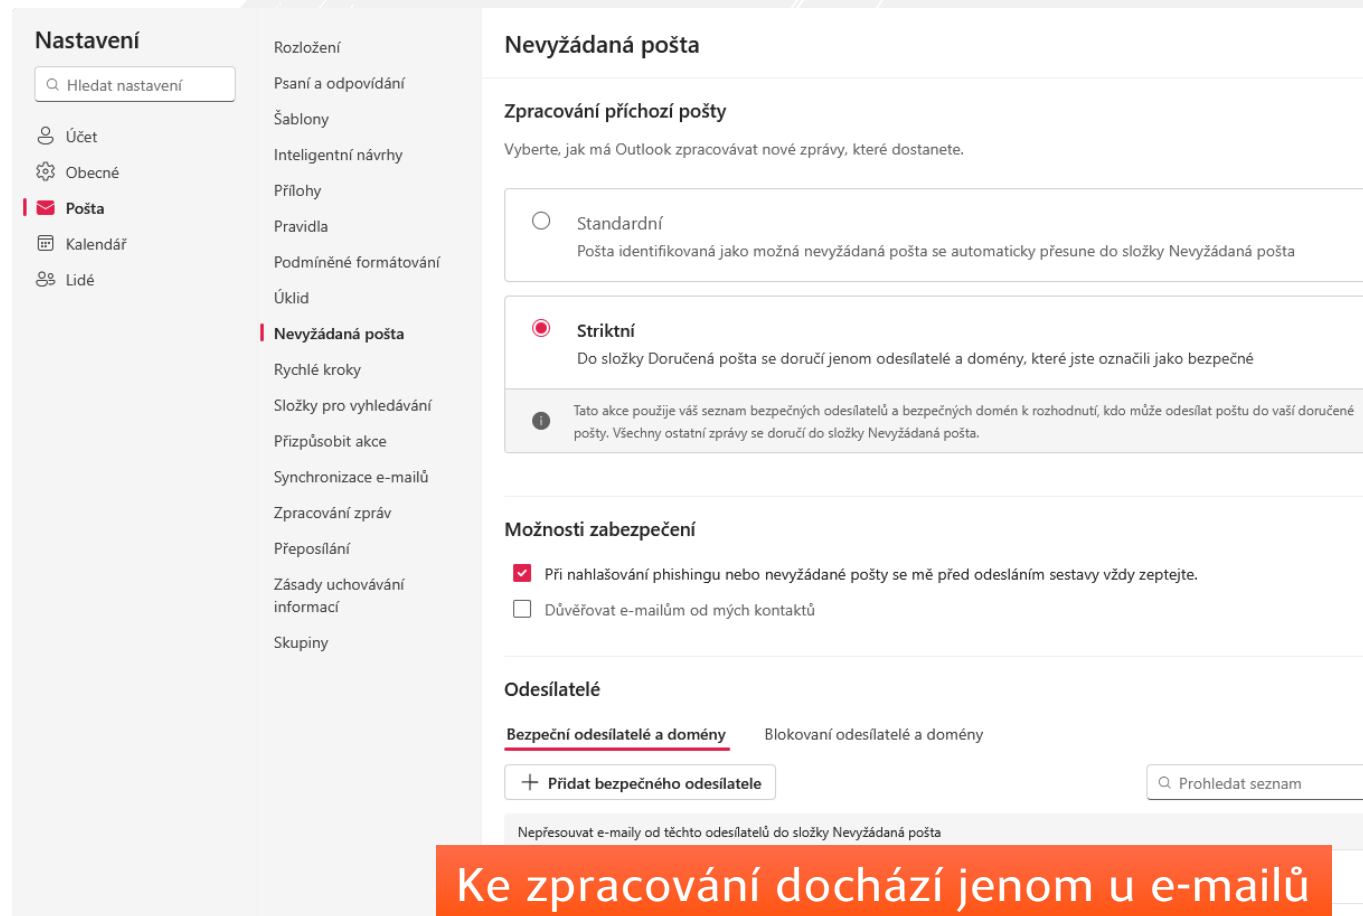 Nastavení
Hledat nastavení
Účet
Obecné
Pošta
Kalendář
Lidé
Rozložení
Psaní a odpovídání
Šablony
Inteligentní návrhy
Přílohy
Pravidla
Podmíněné formátování
Úklid
Nevyžádaná pošta
Rychlé kroky
Složky pro vyhledávání
Přizpůsobit akce
Synchronizace e-mailů
Zpracování zpráv
Přeposílání
Zásady uchovávání
informací
Skupiny
Nevyžádaná pošta
Zpracování příchozí pošty
Vyberte, jak má Outlook zpracovávat nové zprávy, které dostanete.
Standardní
Pošta identifikovaná jako možná nevyžádaná pošta se automaticky přesune do složky Nevyžádaná pošta
Striktní
Do složky Doručená pošta se doručí jenom odesílatelé a domény, které jste označili jako bezpečné
Tato akce použije váš seznam bezpečných odesílatelů a bezpečných domén k rozhodnutí, kdo může odesílat poštu do vaší doručené
pošty. Všechny ostatní zprávy se doručí do složky Nevyžádaná pošta.
Možnosti zabezpečení
Při nahlašování phishingu nebo nevyžádané pošty se mě před odesláním sestavy vždy zeptejte.
Důvěřovat e-mailům od mých kontaktů
Odesílatelé
Bezpeční odesílatelé a domény
Blokovaní odesílatelé a domény
Přidat bezpečného odesílatele
Prohledat seznam
Nepřesouvat e-maily od těchto odesílatelů do složky Nevyžádaná pošta
Ke zpracování dochází jenom u e-mailů